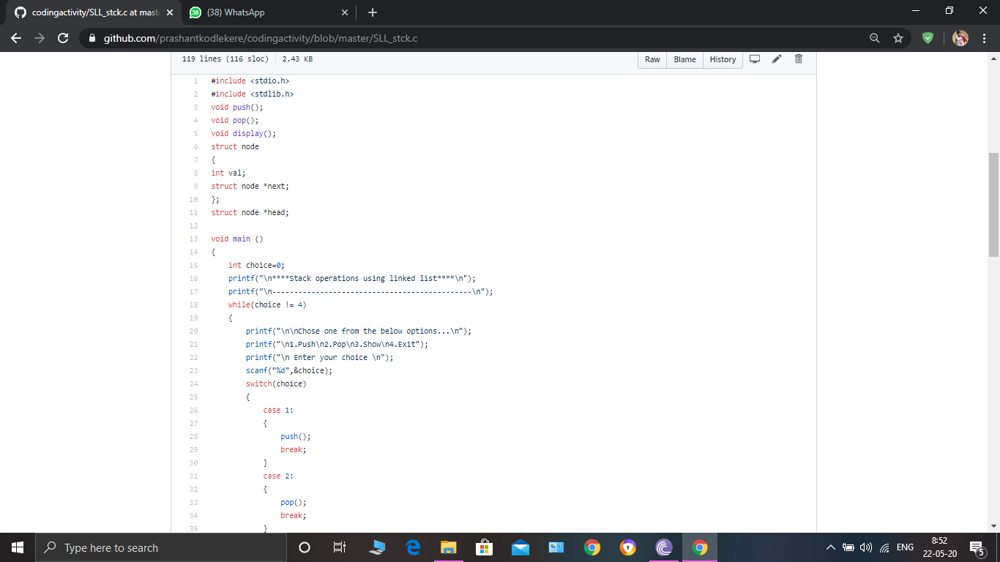 codingactivity/SLL_stck.c at mast
(38) WhatsApp
github.com/prashantkodlekere/codingactivity/blob/master/SLL_stck.c
119 lines (116 sloc) 2.43 KB
Raw Blame History
1 #include <stdio.h>
2 #include <stdlib.h>
3 void push();
4 void pop();
5 void display();
6 struct node
7 {
8 int val;
9 struct node *next;
10 };
11 struct node *head;
12
13 void main ()
14 {
15     int choice=0;
16     printf("\n****Stack operations using linked list****\n");
17     printf("\n----------------------------------------------\n");
18     while(choice != 4)
19     {
20         printf("\n\nChose one from the below options...\n");
21         printf("\n1.Push\n2.Pop\n3.Show\n4.Exit");
22         printf("\n Enter your choice \n");
23         scanf("%d",&choice);
24         switch(choice)
25         {
26             case 1:
27             {
28                 push();
29                 break;
30             }
31             case 2:
32             {
33                 pop();
34                 break;
35             }
Type here to search
ENG
8:52
22-05-20
5